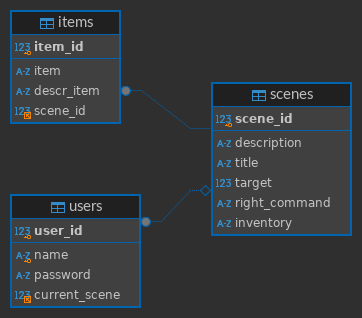 items
123 item_id
A-Z item
A-Z descr_item
123 scene_id
scenes
123 scene_id
A-Z description
A-Z title
123 target
A-Z right_command
A-Z inventory
users
123 user_id
A-Z name
A-Z password
123 current_scene